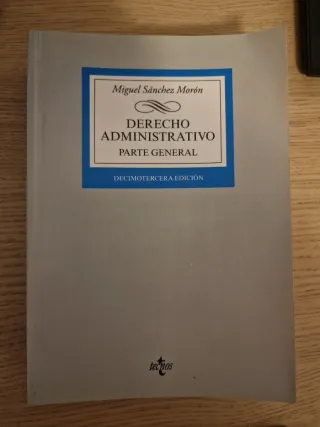 Miguel Sánchez Morón
DERECHO
ADMINISTRATIVO
PARTE GENERAL
DECIMOTERCERA EDICIÓN
tecnos